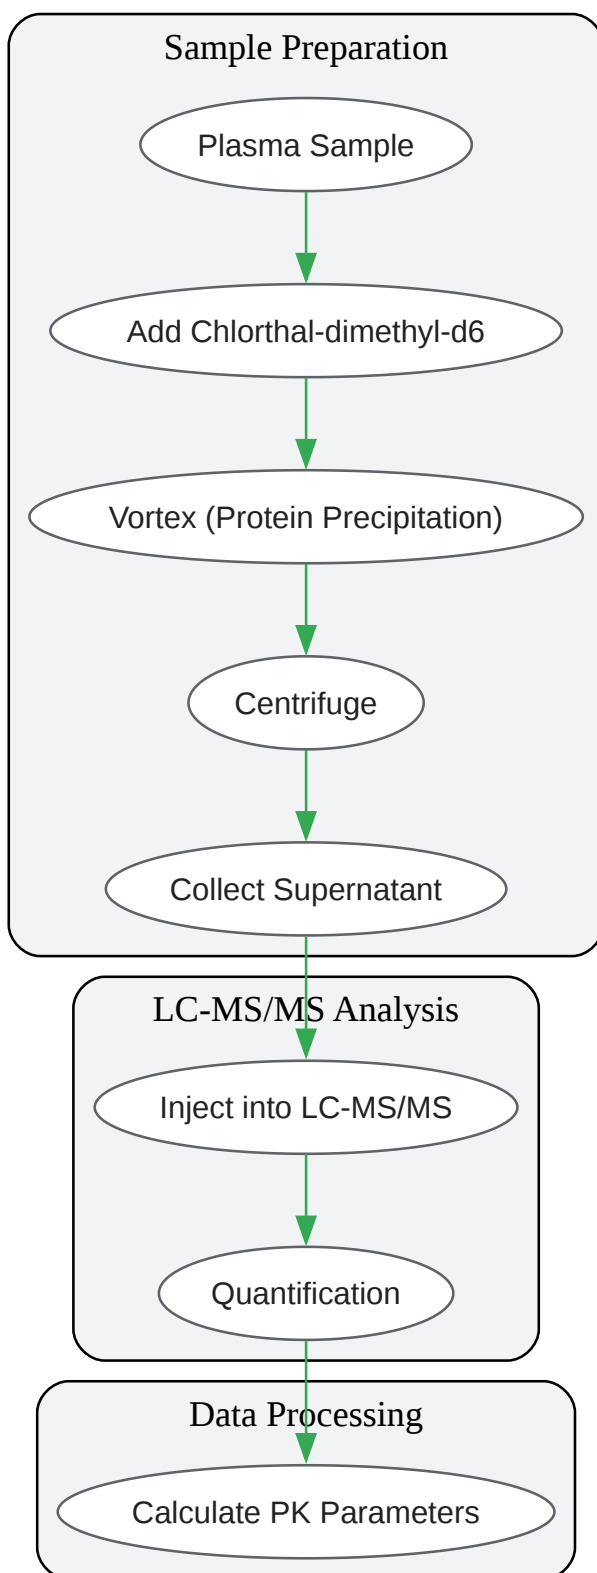 Sample Preparation
Plasma Sample
Add Chlorthal-dimethyl-d6
Vortex (Protein Precipitation)
Centrifuge
Collect Supernatant
LC-MS/MS Analysis
Inject into LC-MS/MS
Quantification
Data Processing
Calculate PK Parameters